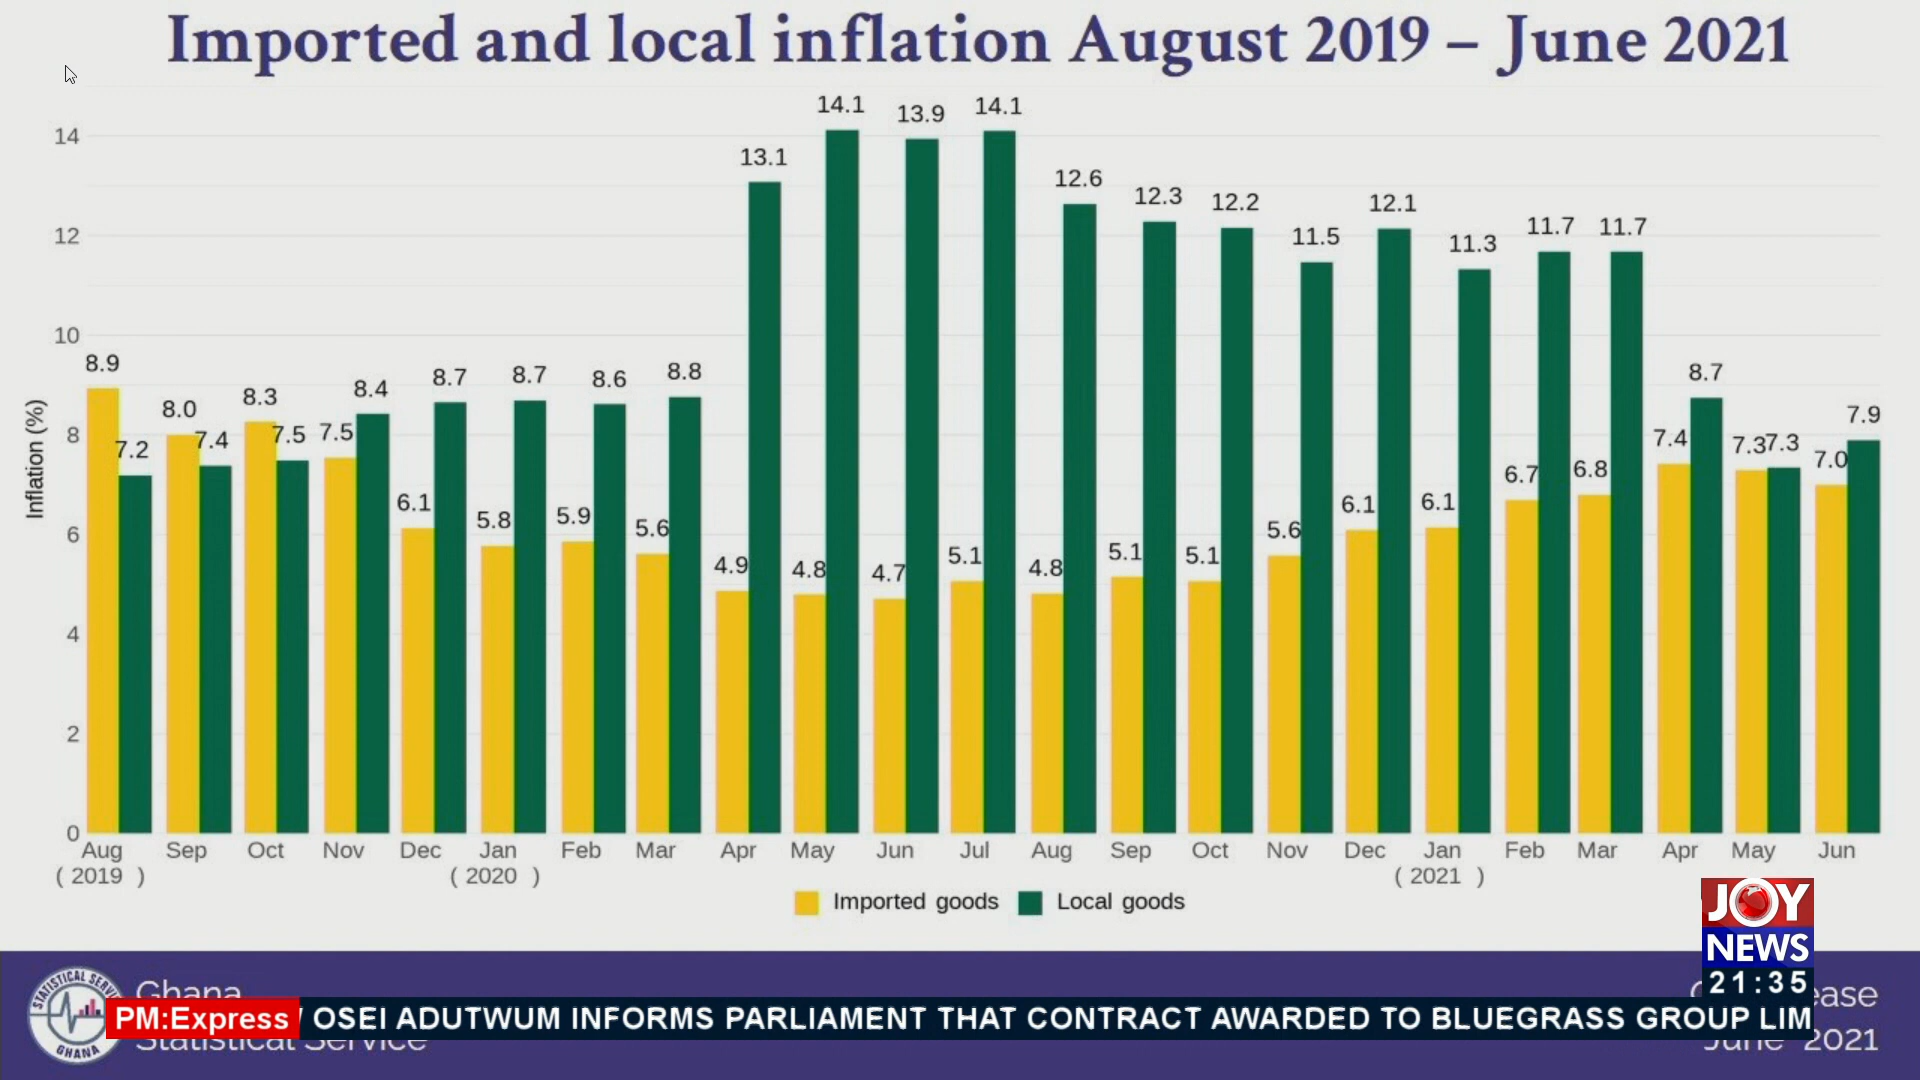 Imported and local inflation August 2019 – June 2021
14.1 13.9 14.1
14
13.1
12.6
12.3 12.2 12.1
12
11.5 11.3 11.7 11.7
10
8.9 8.0 8.3 8.4 8.7 8.7 8.6 8.8 8.7
7.2 7.4 7.5 7.5 7.4 7.3 7.3 7.0 7.9
8
6.1 5.8 5.9 5.6 5.6 6.1 6.1 6.7 6.8
6
4.9 4.8 4.7 5.1 4.8 5.1 5.1
4
2
0
Inflation (%)
Aug Sep Oct Nov Dec Jan Feb Mar Apr May Jun Jul Aug Sep Oct Nov Dec Jan Feb Mar Apr May Jun
( 2019 ) ( 2020 ) ( 2021 )
Imported goods Local goods
JOY
NEWS
21:35
STATISTICAL SERV
GHANA
Ghana
Statistical Service
PM:Express OSEI ADUTWUM INFORMS PARLIAMENT THAT CONTRACT AWARDED TO BLUEGRASS GROUP LIM
June 2021